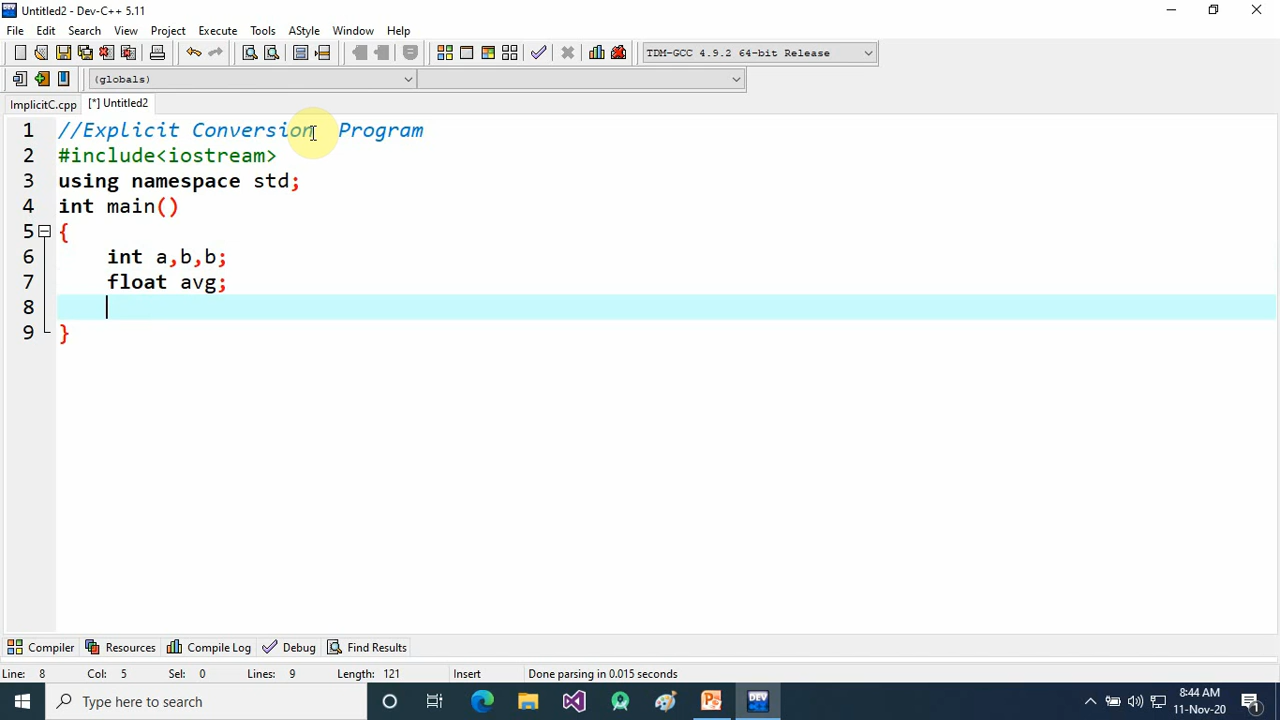 Untitled2 - Dev-C++ 5.11
File Edit Search View Project Execute Tools AStyle Window Help
TDM-GCC 4.9.2 64-bit Release
(globals)
ImplicitC.cpp [*] Untitled2
1 //Explicit Conversion  Program
2 #include<iostream>
3 using namespace std;
4 int main()
5 {
6 int a,b,b;
7 float avg;
8
9 }
Compiler Resources Compile Log Debug Find Results
Line: 8 Col: 5 Sel: 0 Lines: 9 Length: 121 Insert Done parsing in 0.015 seconds
Type here to search
DEV
8:44 AM
11-Nov-20
1